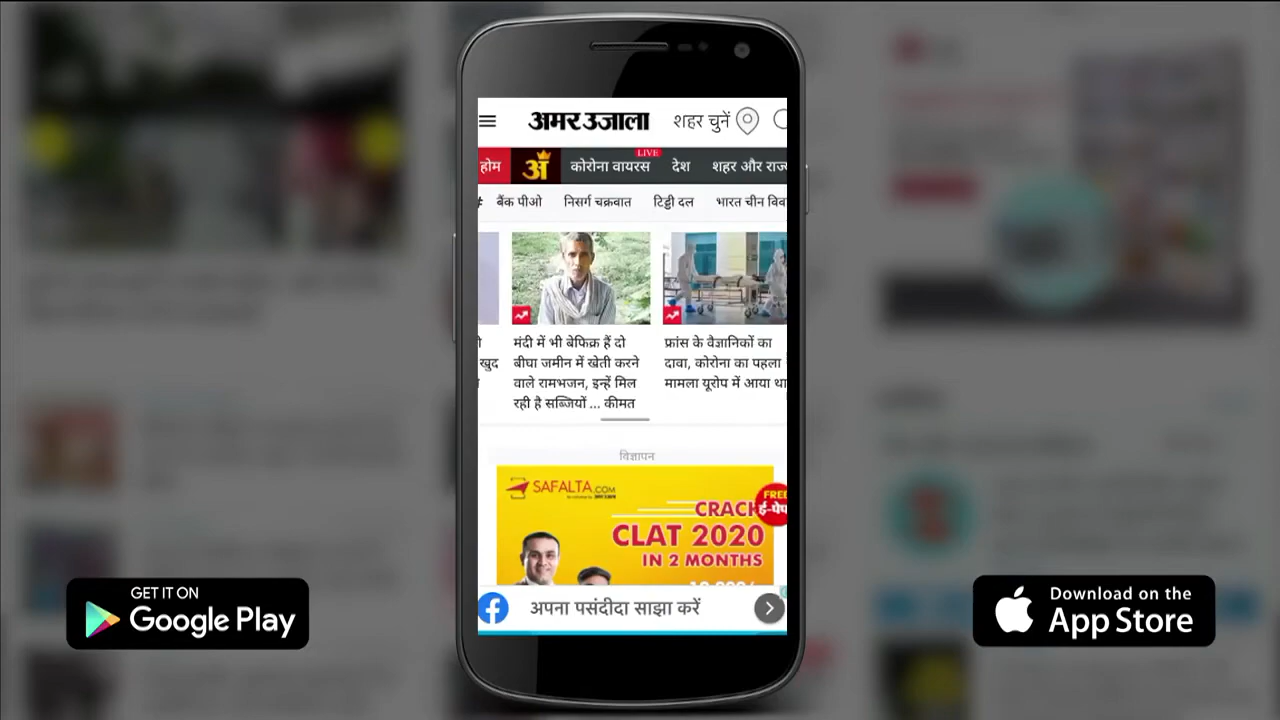 अमर उजाला
शहर चुनें
होम
अं
कोरोना वायरस
LIVE
देश
शहर और राज्य
# बैंक पीओ
निसर्ग चक्रवात
टिड्डी दल
भारत चीन
खुद
मंदी में भी बेफिक्र हैं दो
बीघा जमीन में खेती करने
वाले रामभजन, इन्हें मिल
रही है सब्जियों ... कीमत
फ्रांस के वैज्ञानिकों का
दावा, कोरोना का पहला
मामला यूरोप में आया था
विज्ञापन
SAFALTA.COM
CRACK
CLAT 2020
IN 2 MONTHS
FREE
ई-पेपर
अपना पसंदीदा साझा करें
GET IT ON
Google Play
Download on the
App Store